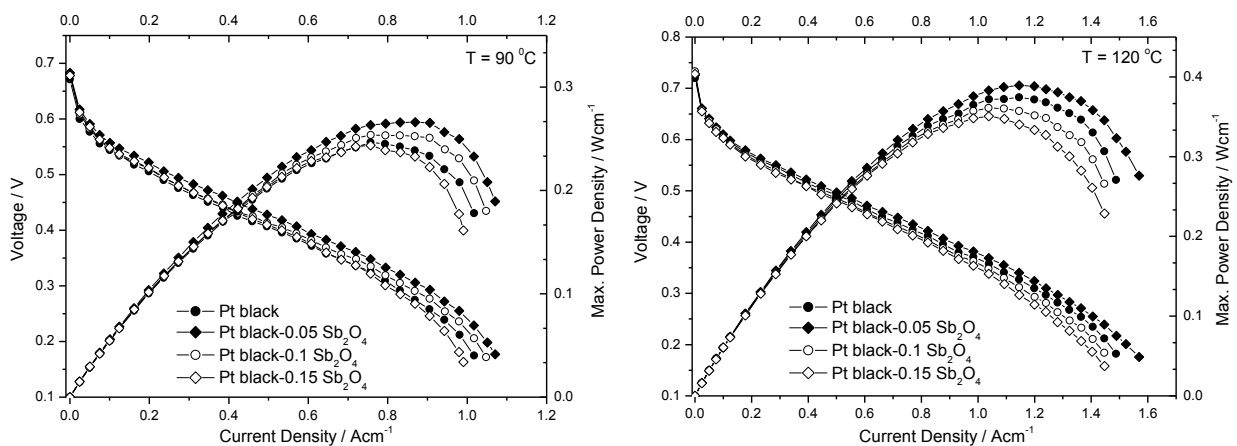 0.0 0.2 0.4 0.6 0.8 1.0 1.2
T = 90 ⁰C
0.7
0.6
0.5
0.4
0.3
0.2
0.1
Voltage / V
0.3
0.2
0.1
0.0
Max. Power Density / Wcm⁻¹
Pt black
Pt black-0.05 Sb₂O₄
Pt black-0.1 Sb₂O₄
Pt black-0.15 Sb₂O₄
0.0 0.2 0.4 0.6 0.8 1.0 1.2
Current Density / Acm⁻¹
0.0 0.2 0.4 0.6 0.8 1.0 1.2 1.4 1.6
T = 120 ⁰C
0.8
0.7
0.6
0.5
0.4
0.3
0.2
0.1
Voltage / V
0.4
0.3
0.2
0.1
0.0
Max. Power Density / Wcm⁻¹
Pt black
Pt black-0.05 Sb₂O₄
Pt black-0.1 Sb₂O₄
Pt black-0.15 Sb₂O₄
0.0 0.2 0.4 0.6 0.8 1.0 1.2 1.4 1.6
Current Density / Acm⁻¹